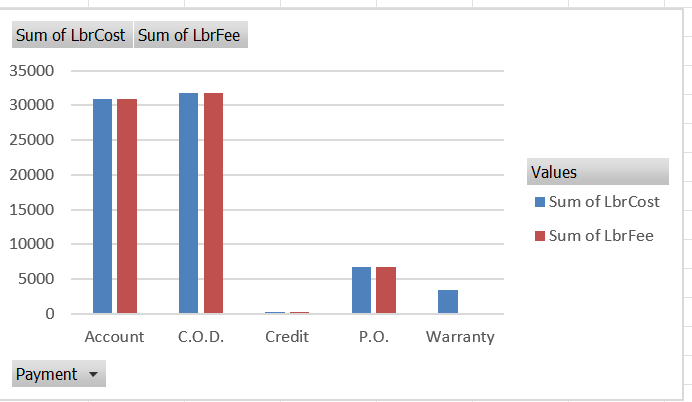 Sum of LbrCost Sum of LbrFee
35000
30000
25000
20000
15000
10000
5000
0
Account C.O.D. Credit P.O. Warranty
Values
Sum of LbrCost
Sum of LbrFee
Payment